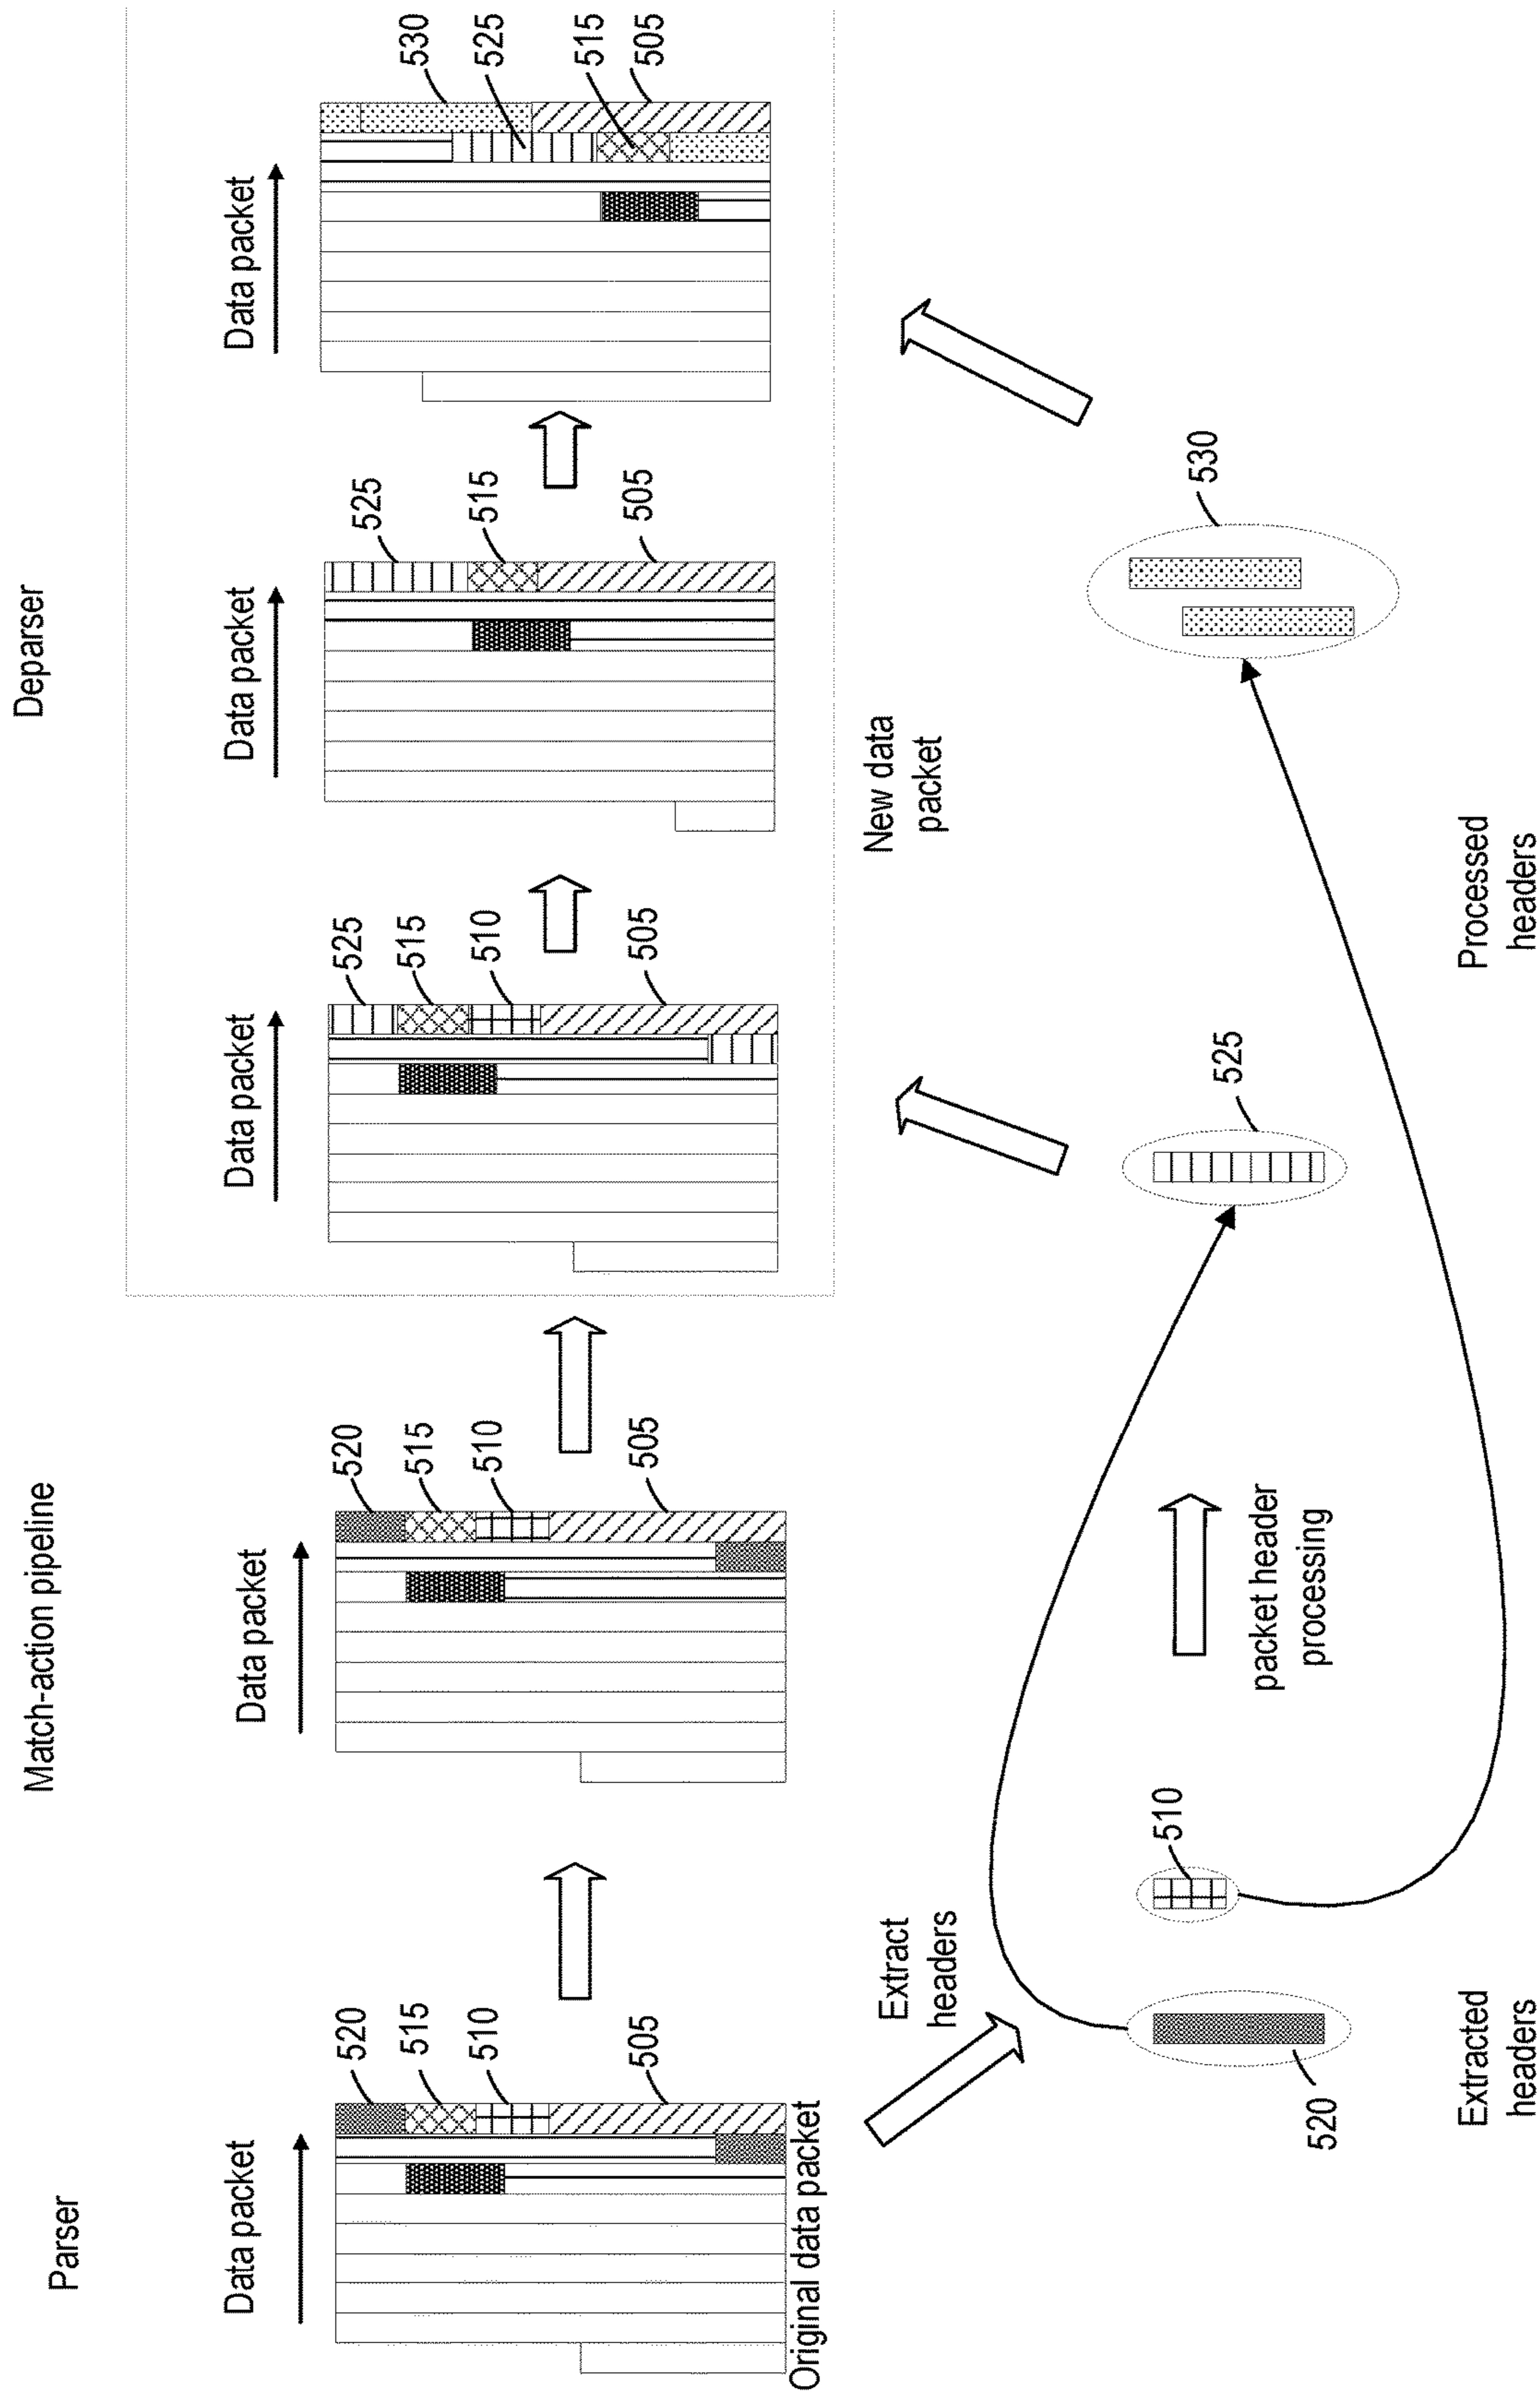 Parser
Match-action pipeline
Deparser
Data packet
Data packet
Data packet
Data packet
Data packet
520
515
510
505
520
515
510
505
525
515
510
505
525
515
505
530
525
515
505
Original data packet
Extract
headers
New data
packet
520
510
packet header
processing
525
530
Extracted
headers
Processed
headers